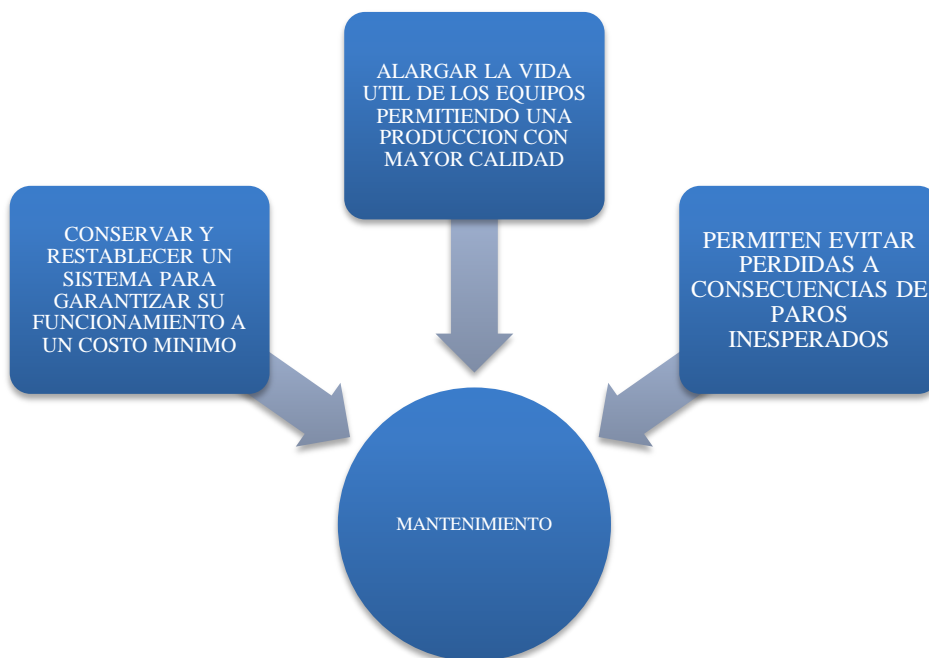 ALARGAR LA VIDA
UTIL DE LOS EQUIPOS
PERMITIENDO UNA
PRODUCCION CON
MAYOR CALIDAD
CONSERVAR Y
RESTABLECER UN
SISTEMA PARA
GARANTIZAR SU
FUNCIONAMIENTO A
UN COSTO MINIMO
PERMITEN EVITAR
PERDIDAS A
CONSECUENCIAS DE
PAROS
INESPERADOS
MANTENIMIENTO